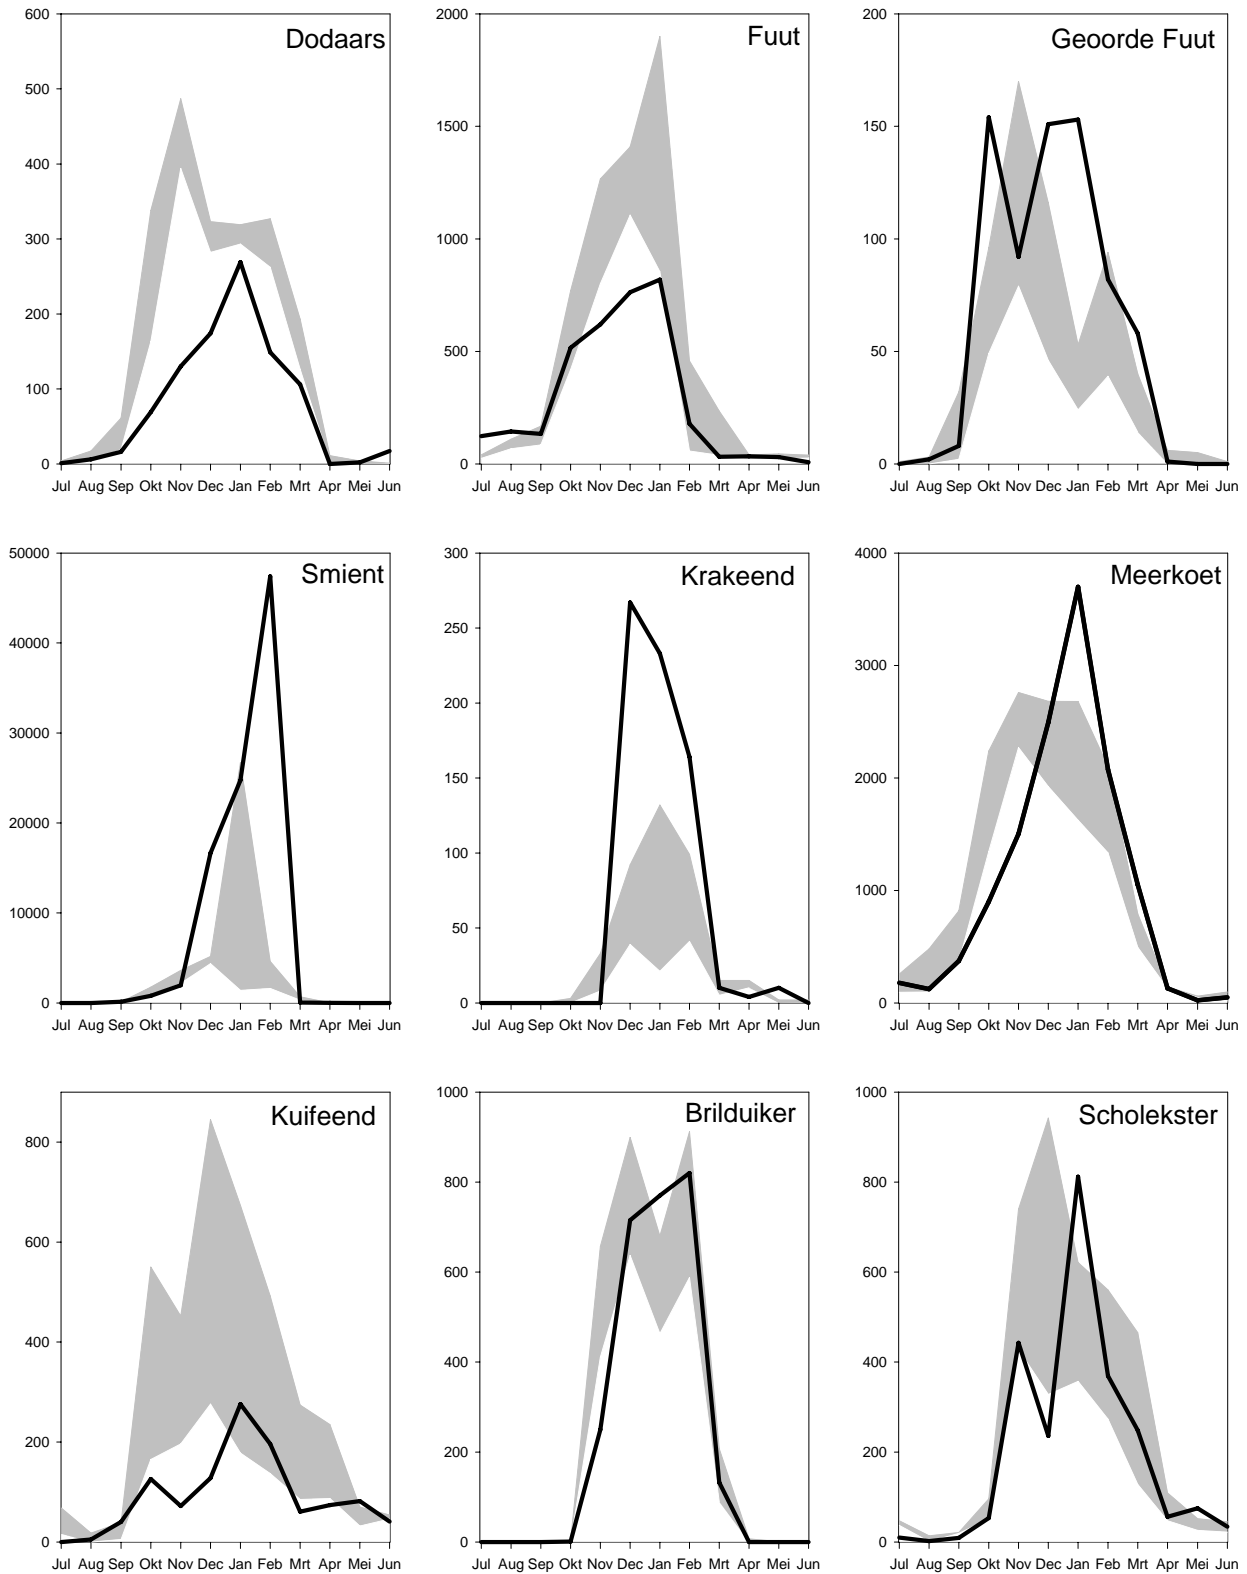 Dodaars
600
500
400
300
200
100
0
Jul Aug Sep Okt Nov Dec Jan Feb Mrt Apr Mei Jun
Fuut
2000
1500
1000
500
0
Jul Aug Sep Okt Nov Dec Jan Feb Mrt Apr Mei Jun
Geoorde Fuut
200
150
100
50
0
Jul Aug Sep Okt Nov Dec Jan Feb Mrt Apr Mei Jun
Smient
50000
40000
30000
20000
10000
0
Jul Aug Sep Okt Nov Dec Jan Feb Mrt Apr Mei Jun
Krakeend
300
250
200
150
100
50
0
Jul Aug Sep Okt Nov Dec Jan Feb Mrt Apr Mei Jun
Meerkoet
4000
3000
2000
1000
0
Jul Aug Sep Okt Nov Dec Jan Feb Mrt Apr Mei Jun
Kuifeend
800
600
400
200
0
Jul Aug Sep Okt Nov Dec Jan Feb Mrt Apr Mei Jun
Brilduiker
1000
800
600
400
200
0
Jul Aug Sep Okt Nov Dec Jan Feb Mrt Apr Mei Jun
Scholekster
1000
800
600
400
200
0
Jul Aug Sep Okt Nov Dec Jan Feb Mrt Apr Mei Jun